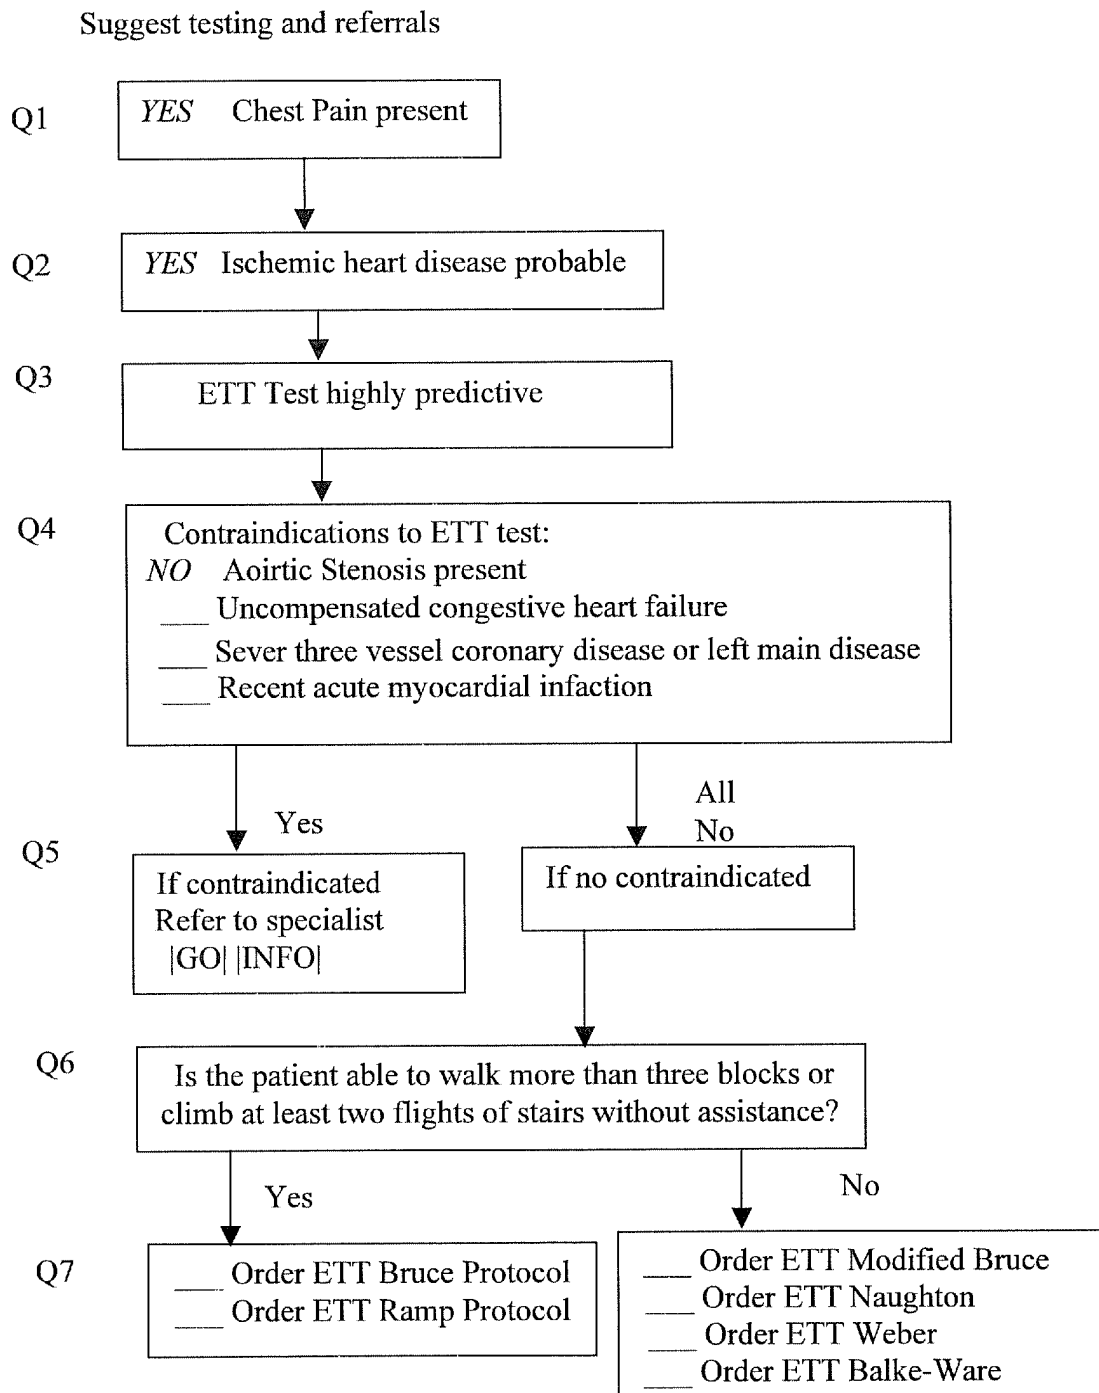 Suggest testing and referrals
Q1
YES Chest Pain present
Q2
YES Ischemic heart disease probable
Q3
ETT Test highly predictive
Q4
Contraindications to ETT test:
NO Aoirtic Stenosis present
___ Uncompensated congestive heart failure
___ Sever three vessel coronary disease or left main disease
___ Recent acute myocardial infaction
Yes
All
No
Q5
If contraindicated
Refer to specialist
|GO| |INFO|
If no contraindicated
Q6
Is the patient able to walk more than three blocks or
climb at least two flights of stairs without assistance?
Yes
No
Q7
___ Order ETT Bruce Protocol
___ Order ETT Ramp Protocol
___ Order ETT Modified Bruce
___ Order ETT Naughton
___ Order ETT Weber
___ Order ETT Balke-Ware